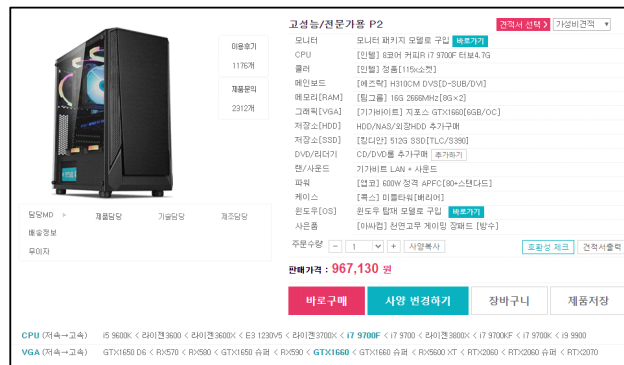 고성능/전문가용 P2
견적서 선택 > 가성비견적
이용후기
1176개
제품문의
2312개
모니터 모니터 패키지 모델로 구입 바로가기
CPU [인텔] 8코어 커피R i7 9700F 터보4.7G
쿨러 [인텔] 정품[115x소켓]
메인보드 [에즈락] H310CM DVS[D-SUB/DVI]
메모리[RAM] [팀그룹] 16G 2666MHz[8G×2]
그래픽[VGA] [기가바이트] 지포스 GTX1660[6GB/OC]
저장소[HDD] HDD/NAS/외장HDD 추가구매
저장소[SSD] [킹디안] 512G SSD[TLC/S390]
DVD/리더기 CD/DVD롬 추가구매 추가하기
랜/사운드 기가비트 LAN + 사운드
파워 [앱코] 600W 정격 APFC[80+스탠다드]
케이스 [콕스] 미들타워[배리어]
윈도우[OS] 윈도우 탑재 모델로 구입 바로가기
사은품 [아싸컴] 천연고무 게이밍 장패드 [방수]
담당MD > 제품담당 기술담당 제조담당
배송정보
무이자
주문수량 - 1 + 사양복사 호환성 체크 견적서출력
판매가격 : 967,130 원
바로구매 사양 변경하기 장바구니 제품저장
CPU (저속→고속) i5 9600K < 라이젠3600 < 라이젠3600X < E3 1230V5 < 라이젠3700X < i7 9700F < i7 9700 < 라이젠3800X < i7 9700KF < i7 9700K < i9 9900
VGA (저속→고속) GTX1650 D6 < RX570 < RX580 < GTX1650 슈퍼 < RX590 < GTX1660 < GTX1660 슈퍼 < RX5600 XT < RTX2060 < RTX2060 슈퍼 < RTX2070